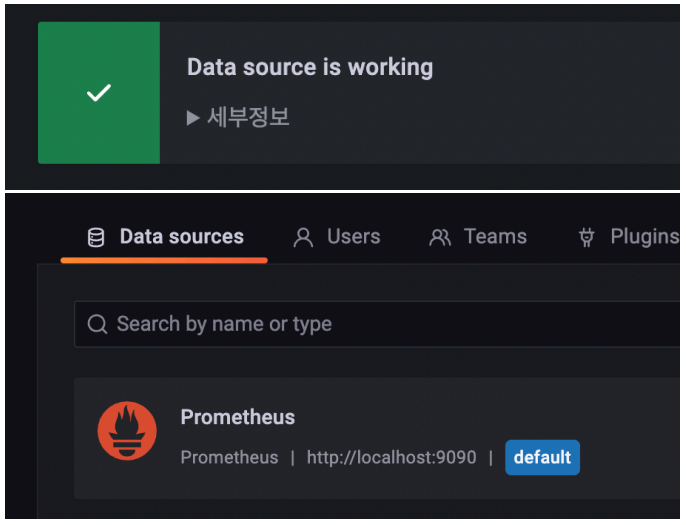 Data source is working
▶ 세부정보
Data sources Users Teams Plugins
Search by name or type
Prometheus
Prometheus | http://localhost:9090 | default